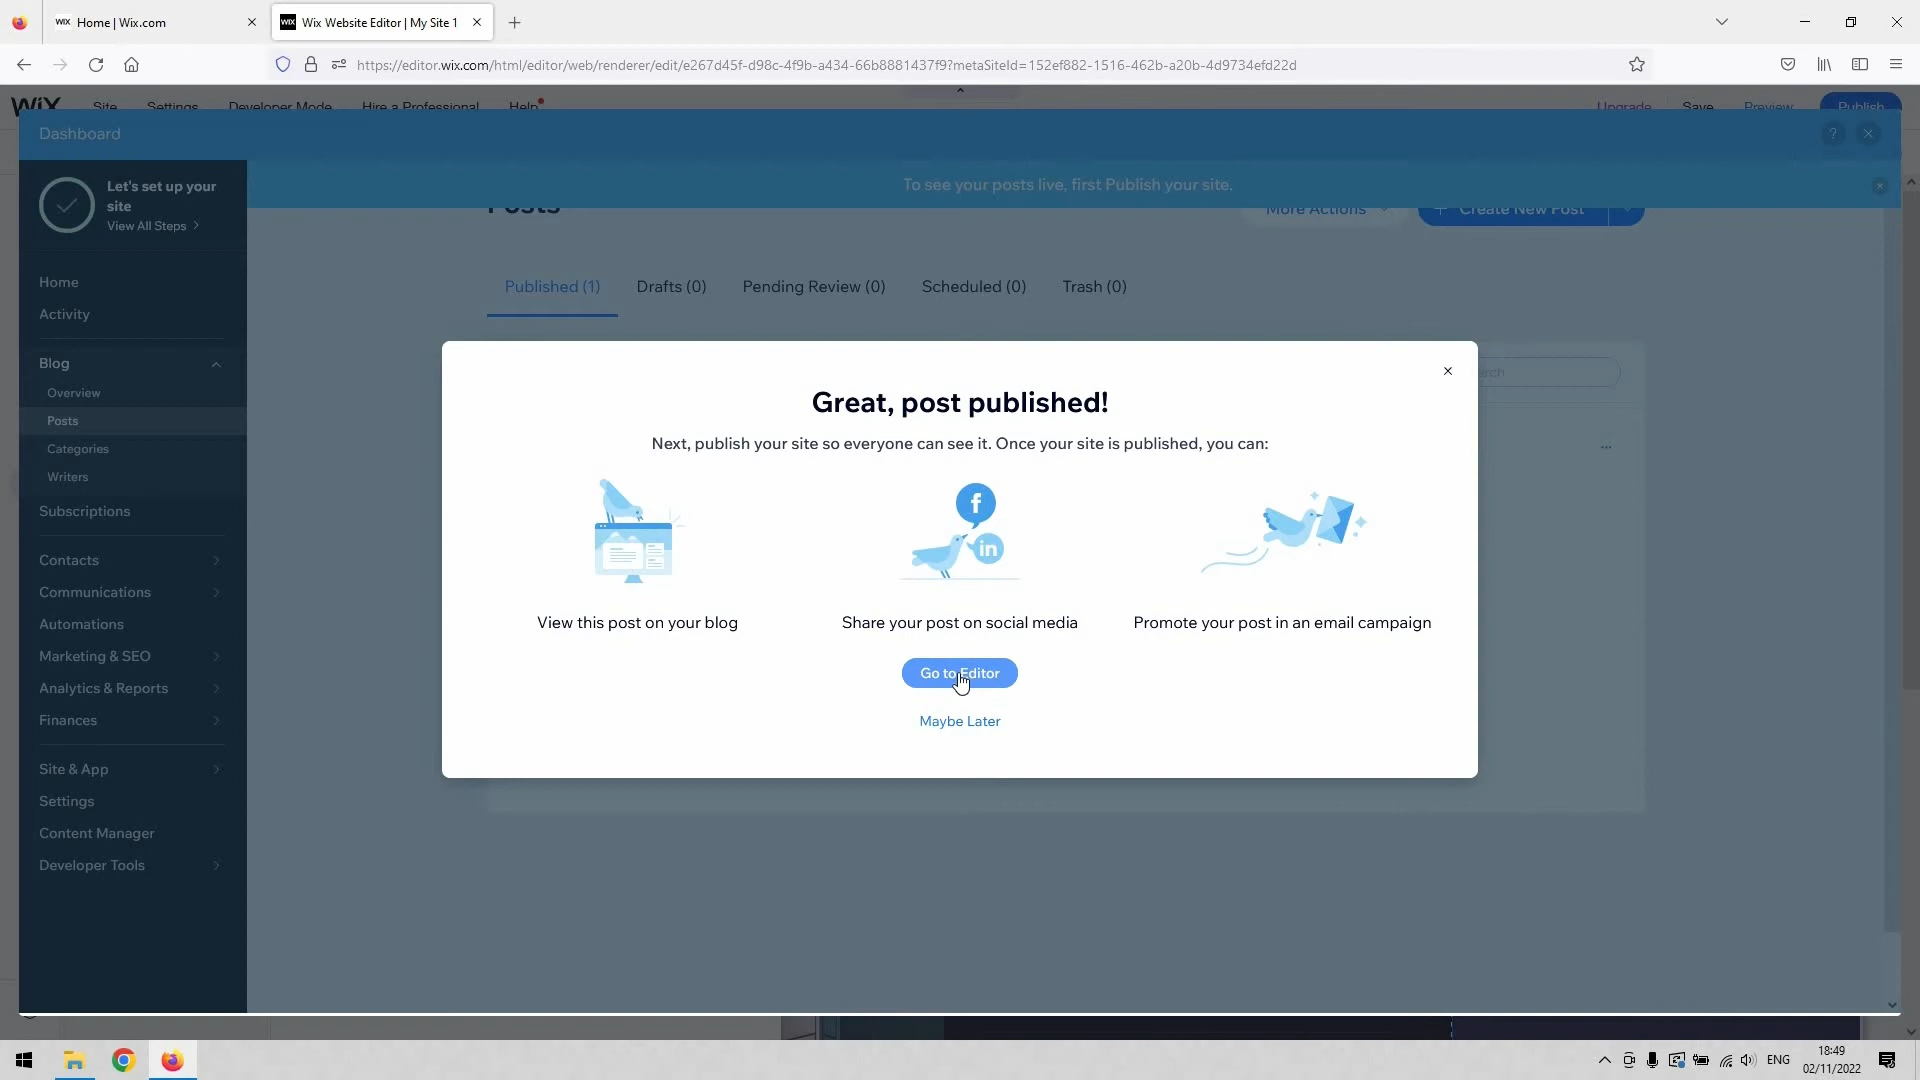 WIX Home | Wix.com
WIX Wix Website Editor | My Site 1
https://editor.wix.com/html/editor/web/renderer/edit/e267d45f-d98c-4f9b-a434-66b8881437f9?metaSiteId=152ef882-1516-462b-a20b-4d9734efd22d
WIX Site Settings Developer Mode Hire a Professional Help Upgrade Save Preview Publish
Dashboard ?
Let's set up your
site
View All Steps >
To see your posts live, first Publish your site.
Posts More Actions + Create New Post
Home
Activity
Blog
Overview
Posts
Categories
Writers
Subscriptions
Contacts
Communications
Automations
Marketing & SEO
Analytics & Reports
Finances
Site & App
Settings
Content Manager
Developer Tools
Published (1) Drafts (0) Pending Review (0) Scheduled (0) Trash (0)
Great, post published!
Next, publish your site so everyone can see it. Once your site is published, you can:
f
in
View this post on your blog
Share your post on social media
Promote your post in an email campaign
Go to Editor
Maybe Later
ENG
18:49
02/11/2022